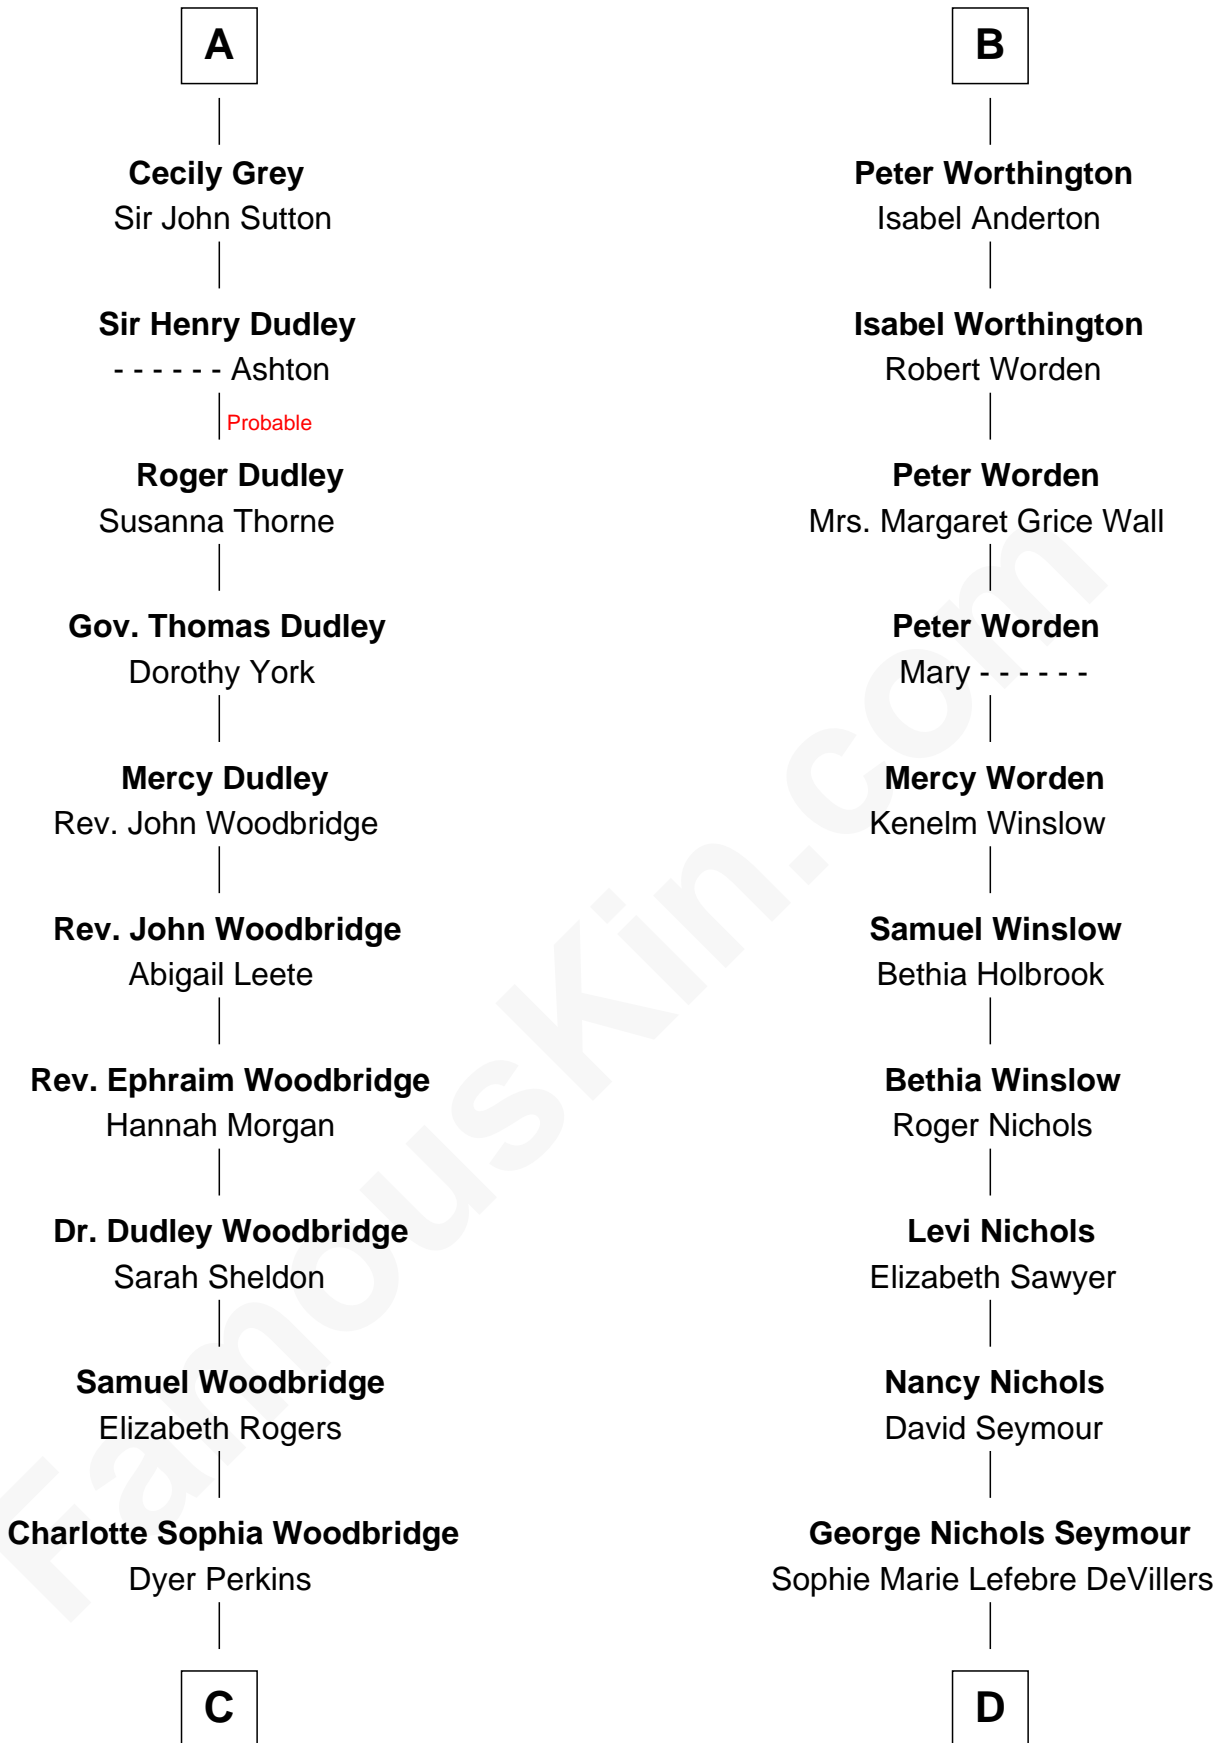 A
Cecily Grey
Sir John Sutton
Sir Henry Dudley
- - - - - - Ashton
Probable
Roger Dudley
Susanna Thorne
Gov. Thomas Dudley
Dorothy York
Mercy Dudley
Rev. John Woodbridge
Rev. John Woodbridge
Abigail Leete
Rev. Ephraim Woodbridge
Hannah Morgan
Dr. Dudley Woodbridge
Sarah Sheldon
Samuel Woodbridge
Elizabeth Rogers
Charlotte Sophia Woodbridge
Dyer Perkins
C
B
Peter Worthington
Isabel Anderton
Isabel Worthington
Robert Worden
Peter Worden
Mrs. Margaret Grice Wall
Peter Worden
Mary - - - - - -
Mercy Worden
Kenelm Winslow
Samuel Winslow
Bethia Holbrook
Bethia Winslow
Roger Nichols
Levi Nichols
Elizabeth Sawyer
Nancy Nichols
David Seymour
George Nichols Seymour
Sophie Marie Lefebre DeVillers
D
FamousKin.com